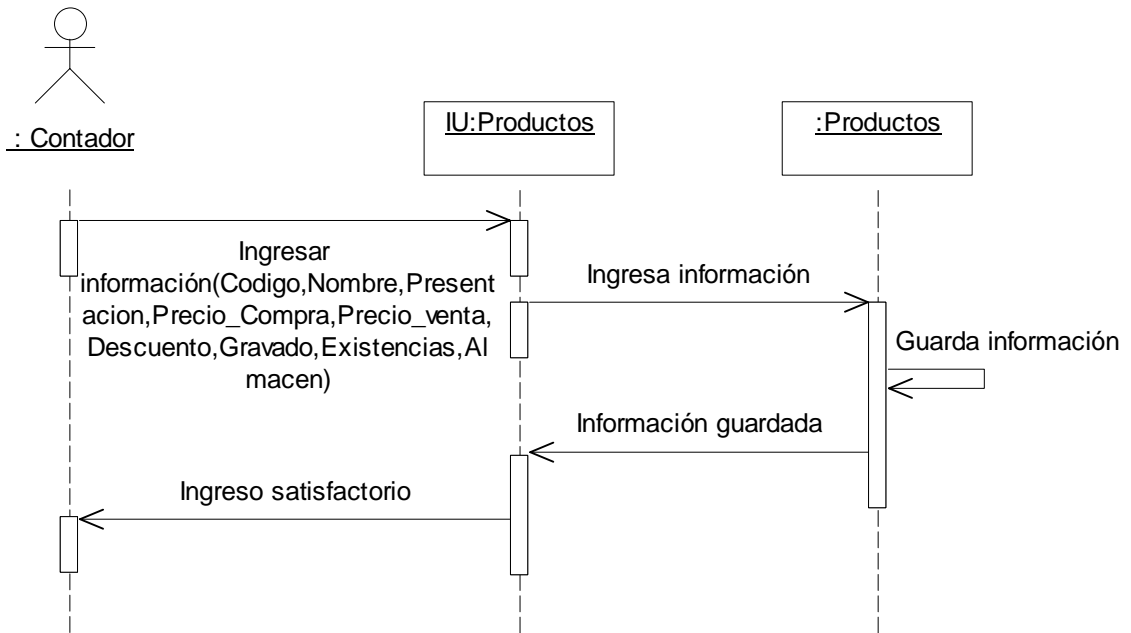 : Contador
IU:Productos
:Productos
Ingresar
información(Codigo,Nombre,Present
acion,Precio_Compra,Precio_venta,
Descuento,Gravado,Existencias,Al
macen)
Ingresa información
Guarda información
Información guardada
Ingreso satisfactorio